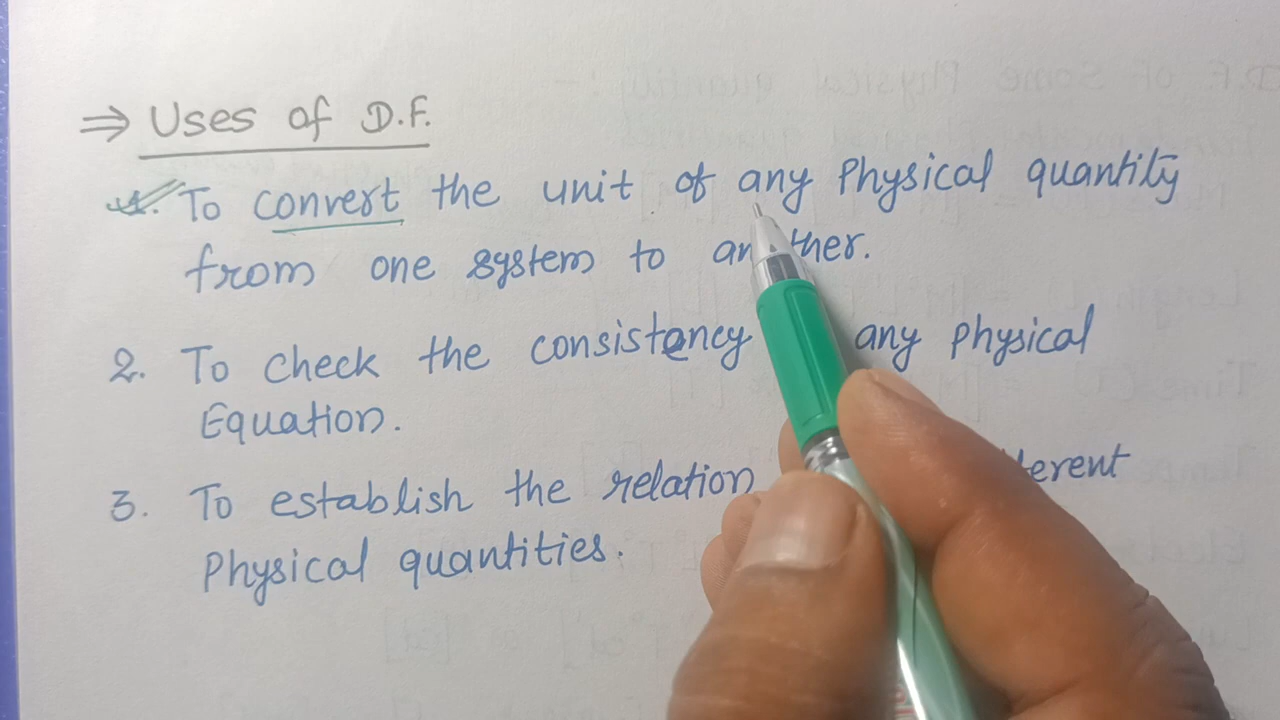 ⇒ Uses of D.F.
1. To convert the unit of any Physical quantity
from one system to another.
2. To check the consistency any physical
Equation.
3. To establish the relation
Physical quantities.